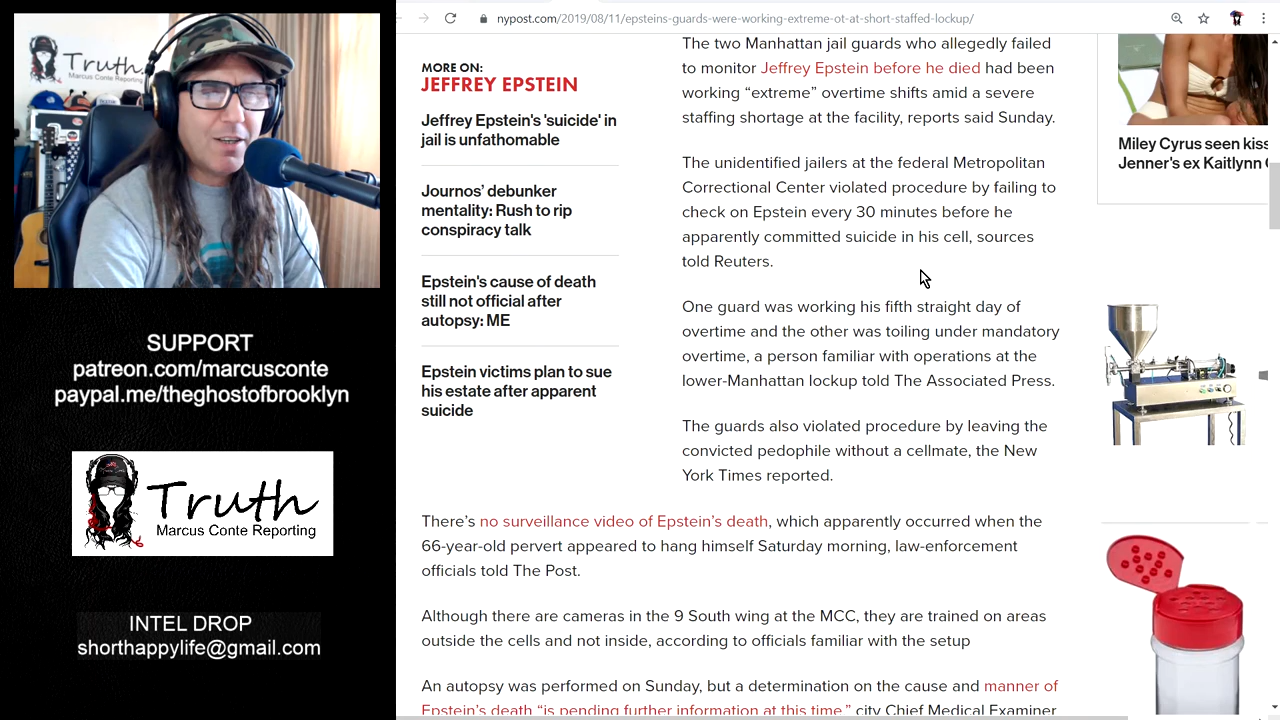 Truth.
Marcus Conte Reporting
SUPPORT
patreon.com/marcusconte
paypal.me/theghostofbrooklyn
Truth
Marcus Conte Reporting
INTEL DROP
shorthappylife@gmail.com
nypost.com/2019/08/11/epsteins-guards-were-working-extreme-ot-at-short-staffed-lockup/
MORE ON:
JEFFREY EPSTEIN
Jeffrey Epstein's 'suicide' in
jail is unfathomable
Journos’ debunker
mentality: Rush to rip
conspiracy talk
Epstein's cause of death
still not official after
autopsy: ME
Epstein victims plan to sue
his estate after apparent
suicide
The two Manhattan jail guards who allegedly failed
to monitor Jeffrey Epstein before he died had been
working “extreme” overtime shifts amid a severe
staffing shortage at the facility, reports said Sunday.
The unidentified jailers at the federal Metropolitan
Correctional Center violated procedure by failing to
check on Epstein every 30 minutes before he
apparently committed suicide in his cell, sources
told Reuters.
One guard was working his fifth straight day of
overtime and the other was toiling under mandatory
overtime, a person familiar with operations at the
lower-Manhattan lockup told The Associated Press.
The guards also violated procedure by leaving the
convicted pedophile without a cellmate, the New
York Times reported.
There’s no surveillance video of Epstein’s death, which apparently occurred when the
66-year-old pervert appeared to hang himself Saturday morning, law-enforcement
officials told The Post.
Although there are cameras in the 9 South wing at the MCC, they are trained on areas
outside the cells and not inside, according to officials familiar with the setup
An autopsy was performed on Sunday, but a determination on the cause and manner of
Epstein’s death “is pending further information at this time,” city Chief Medical Examiner
Miley Cyrus seen kiss
Jenner's ex Kaitlynn